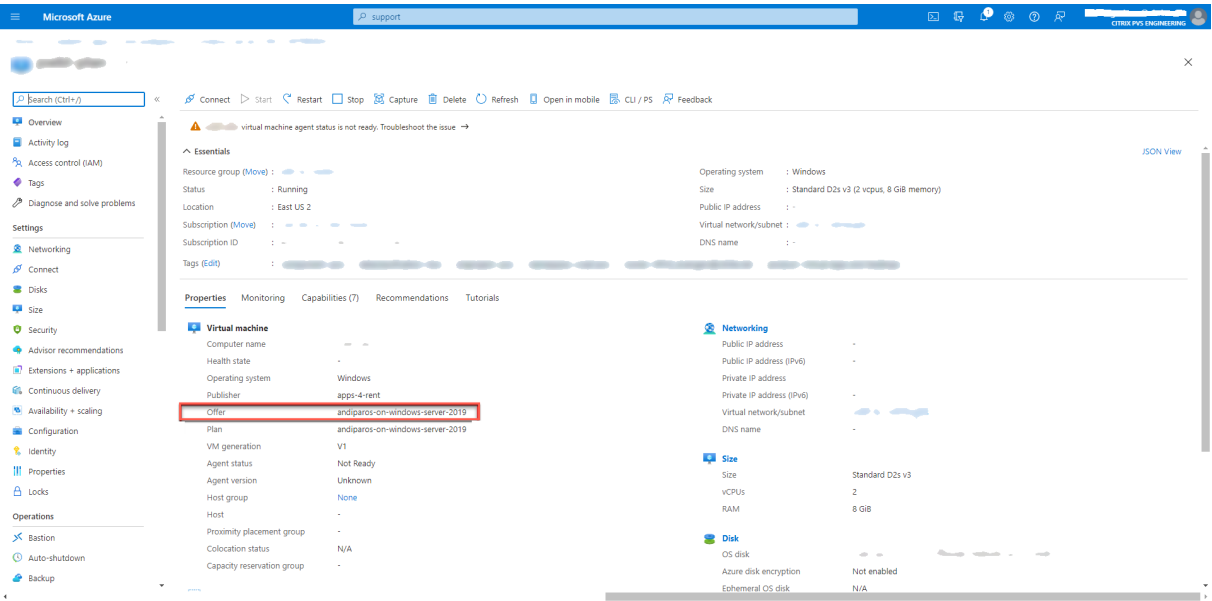 Microsoft Azure
support
1
CITRIX PVS ENGINEERING
Search (Ctrl+/)
«
Connect Start Restart Stop Capture Delete Refresh Open in mobile CLI / PS Feedback
Overview
Activity log
Access control (IAM)
Tags
Diagnose and solve problems
Settings
Networking
Connect
Disks
Size
Security
Advisor recommendations
Extensions + applications
Continuous delivery
Availability + scaling
Configuration
Identity
Properties
Locks
Operations
Bastion
Auto-shutdown
Backup
virtual machine agent status is not ready. Troubleshoot the issue →
Essentials
JSON View
Resource group (Move) :
Status : Running
Location : East US 2
Subscription (Move) :
Subscription ID :
Tags (Edit) :
Operating system : Windows
Size : Standard D2s v3 (2 vcpus, 8 GiB memory)
Public IP address : -
Virtual network/subnet :
DNS name : -
Properties Monitoring Capabilities (7) Recommendations Tutorials
Virtual machine
Computer name
Health state -
Operating system Windows
Publisher apps-4-rent
Offer andiparos-on-windows-server-2019
Plan andiparos-on-windows-server-2019
VM generation V1
Agent status Not Ready
Agent version Unknown
Host group None
Host -
Proximity placement group -
Colocation status N/A
Capacity reservation group -
Networking
Public IP address -
Public IP address (IPv6) -
Private IP address
Private IP address (IPv6) -
Virtual network/subnet
DNS name -
Size
Size Standard D2s v3
vCPUs 2
RAM 8 GiB
Disk
OS disk
Azure disk encryption Not enabled
Ephemeral OS disk N/A